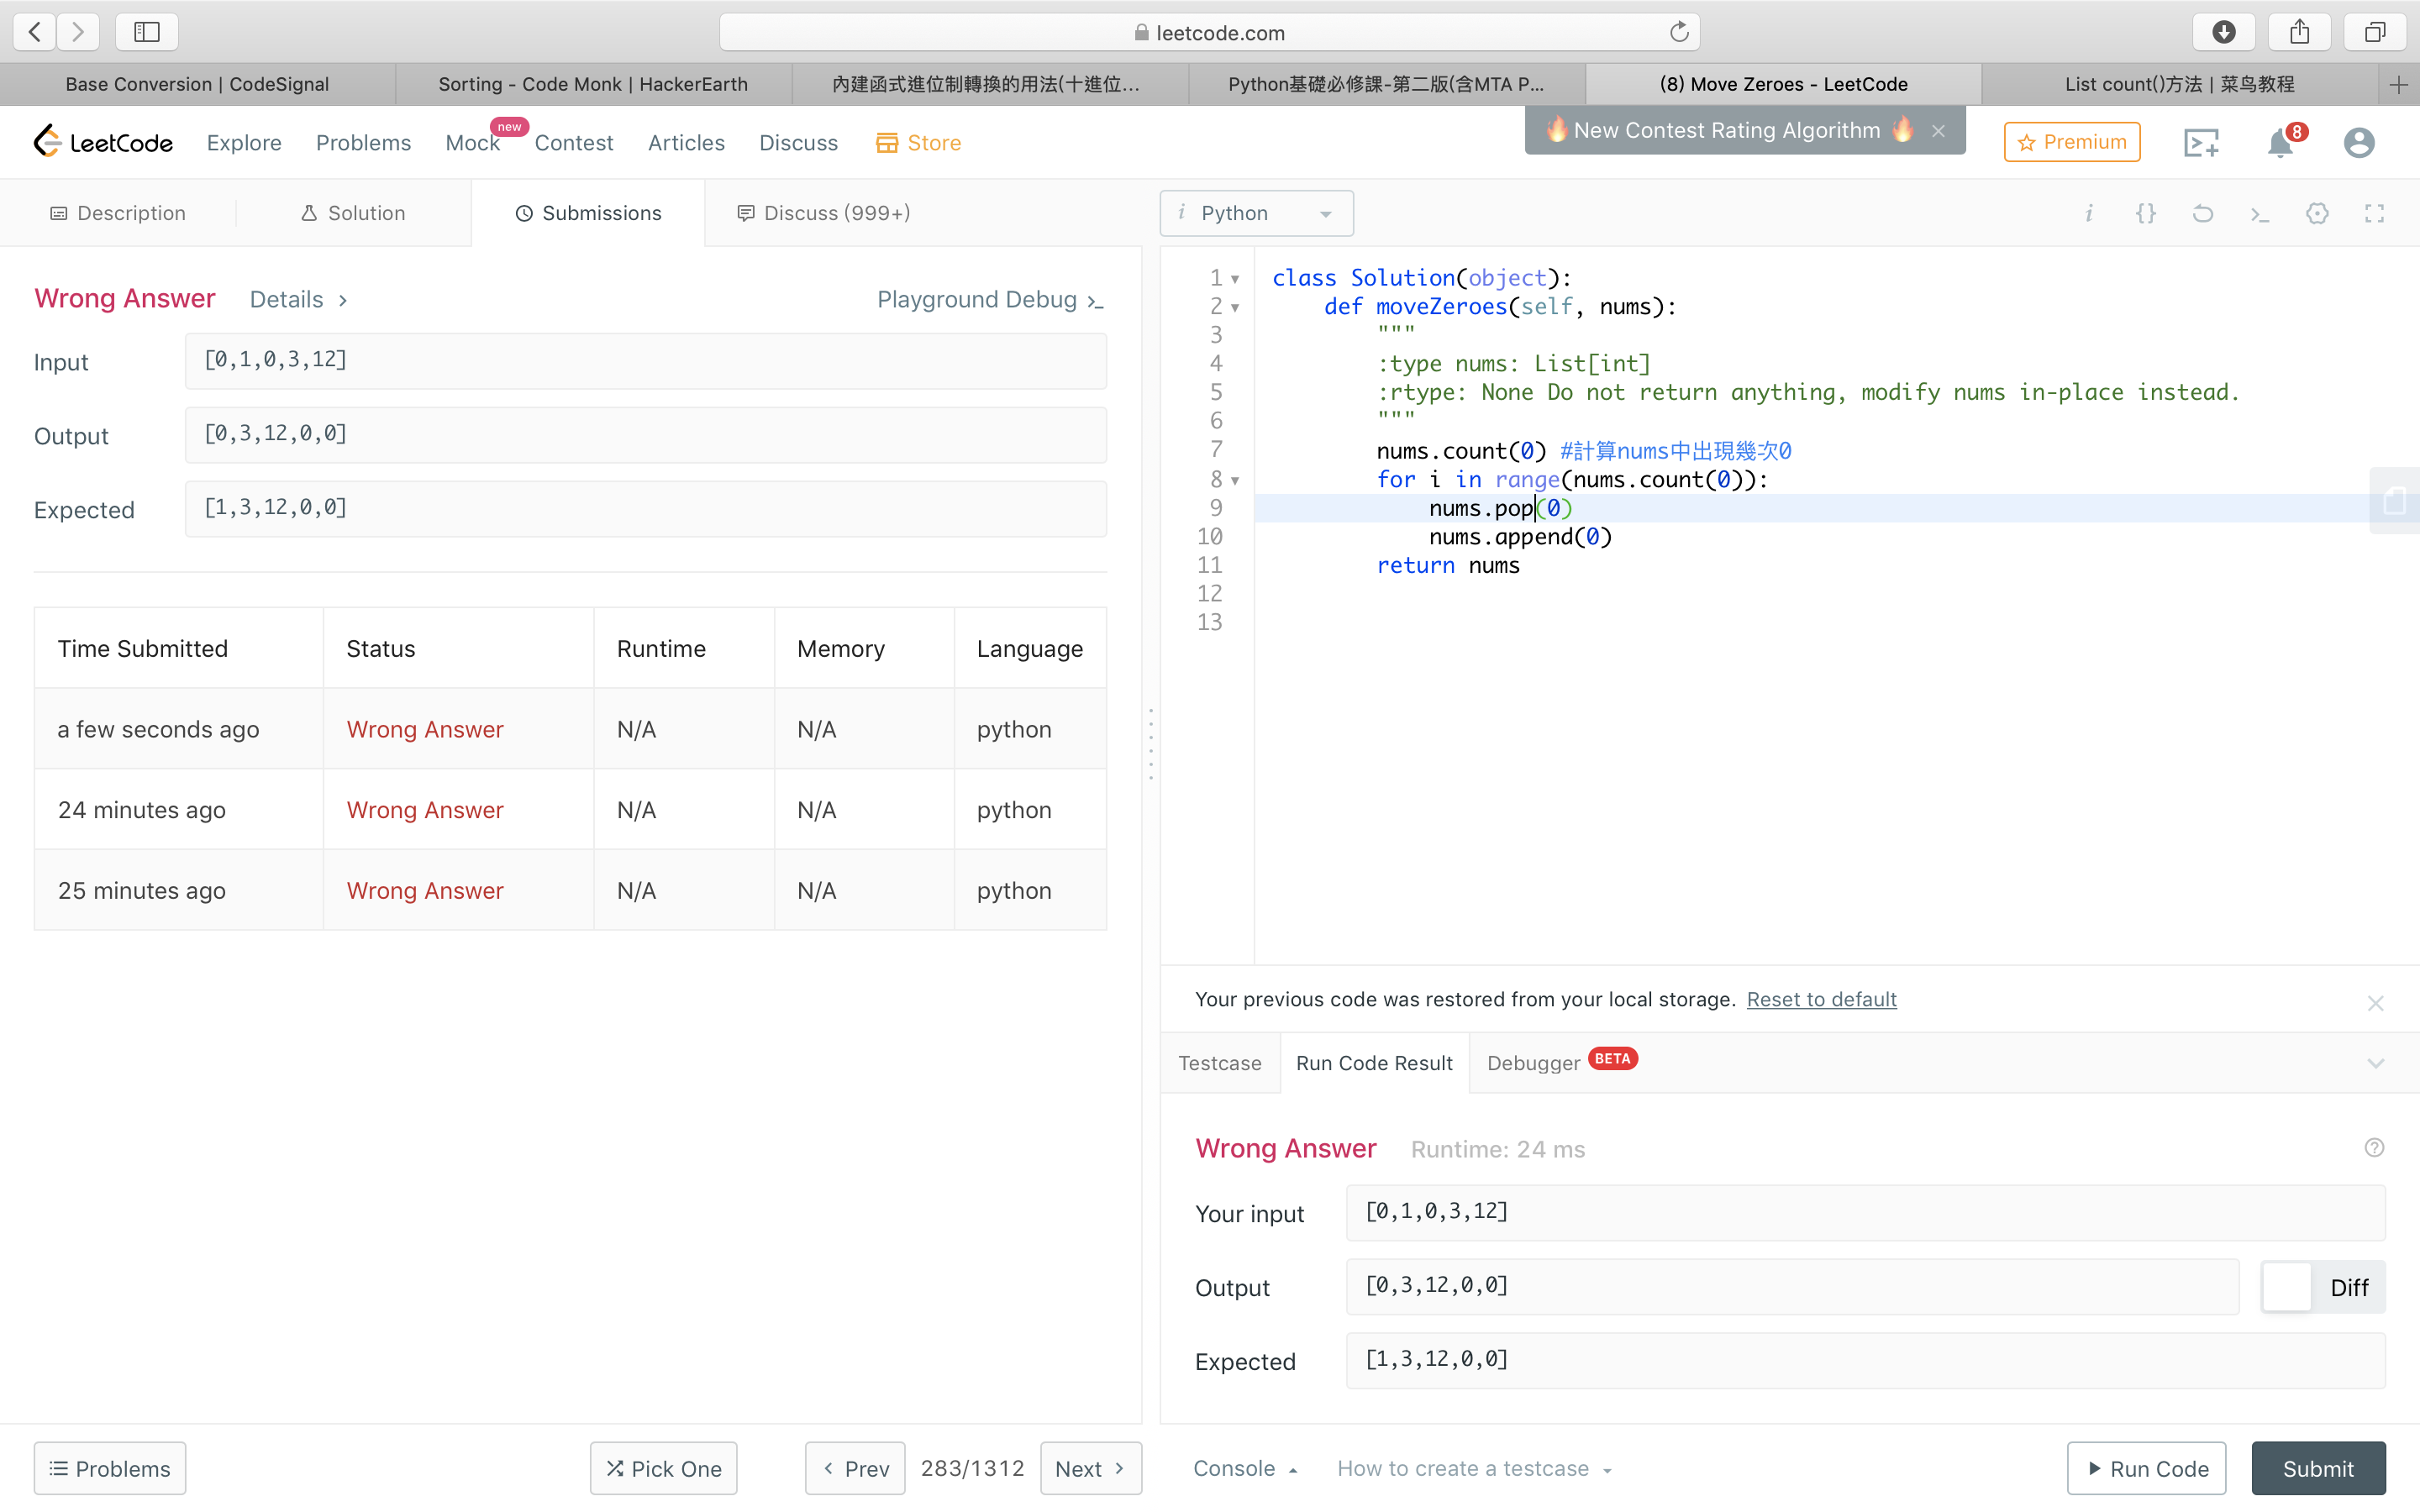 leetcode.com
Base Conversion | CodeSignal
Sorting - Code Monk | HackerEarth
內建函式進位制轉換的用法(十進位...
Python基礎必修課-第二版(含MTA P...
(8) Move Zeroes - LeetCode
List count()方法 | 菜鸟教程
LeetCode
Explore
Problems
Mock
new
Contest
Articles
Discuss
Store
🔥New Contest Rating Algorithm 🔥
Premium
8
Description
Solution
Submissions
Discuss (999+)
i Python
Wrong Answer
Details
Playground Debug
Input
[0,1,0,3,12]
Output
[0,3,12,0,0]
Expected
[1,3,12,0,0]
Time Submitted Status Runtime Memory Language
a few seconds ago Wrong Answer N/A N/A python
24 minutes ago Wrong Answer N/A N/A python
25 minutes ago Wrong Answer N/A N/A python
1 class Solution(object):
2 def moveZeroes(self, nums):
3 """
4 :type nums: List[int]
5 :rtype: None Do not return anything, modify nums in-place instead.
6 """
7 nums.count(0) #計算nums中出現幾次0
8 for i in range(nums.count(0)):
9 nums.pop(0)
10 nums.append(0)
11 return nums
12
13
Your previous code was restored from your local storage. Reset to default
Testcase
Run Code Result
Debugger BETA
Wrong Answer Runtime: 24 ms
Your input
[0,1,0,3,12]
Output
[0,3,12,0,0]
Diff
Expected
[1,3,12,0,0]
Problems
Pick One
Prev
283/1312
Next
Console
How to create a testcase
Run Code
Submit